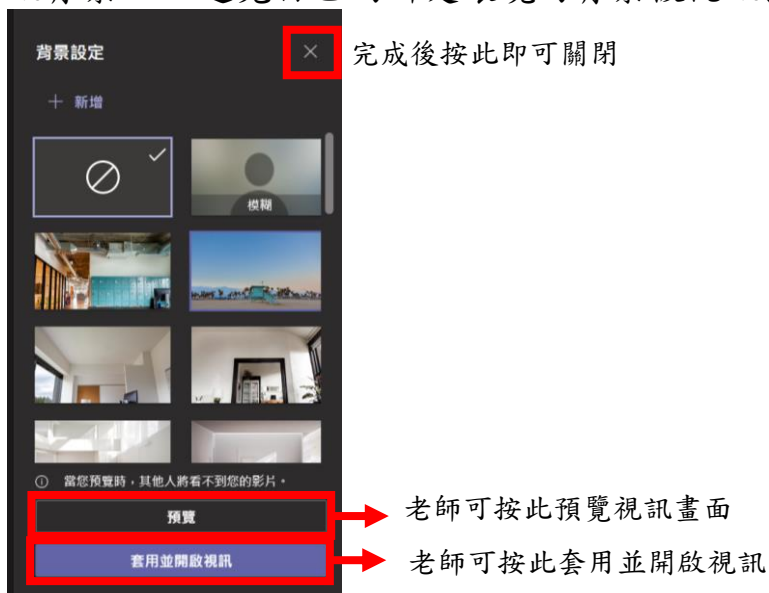 背景設定
完成後按此即可關閉
＋ 新增
模糊
當您預覽時，其他人將看不到您的影片。
預覽
老師可按此預覽視訊畫面
套用並開啟視訊
老師可按此套用並開啟視訊